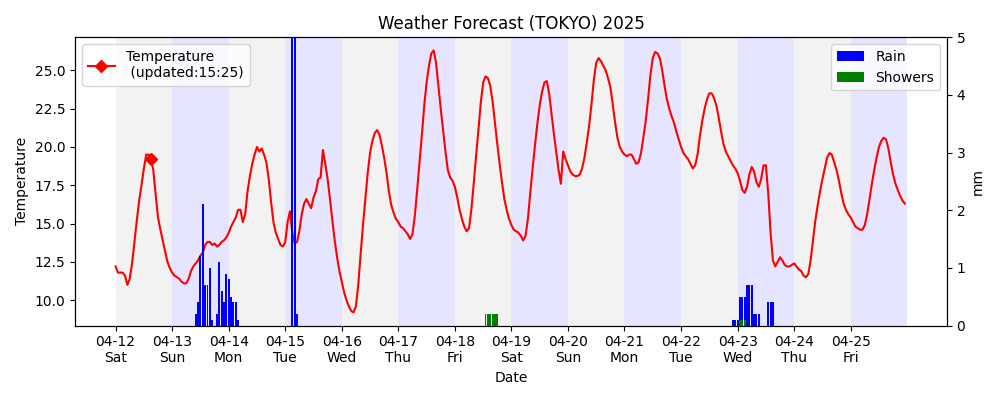 Weather Forecast (TOKYO) 2025
Temperature
(updated:15:25)
Rain
Showers
Temperature
25.0
22.5
20.0
17.5
15.0
12.5
10.0
5
4
3
2
1
0
mm
04-12 04-13 04-14 04-15 04-16 04-17 04-18 04-19 04-20 04-21 04-22 04-23 04-24 04-25
Sat Sun Mon Tue Wed Thu Fri Sat Sun Mon Tue Wed Thu Fri
Date